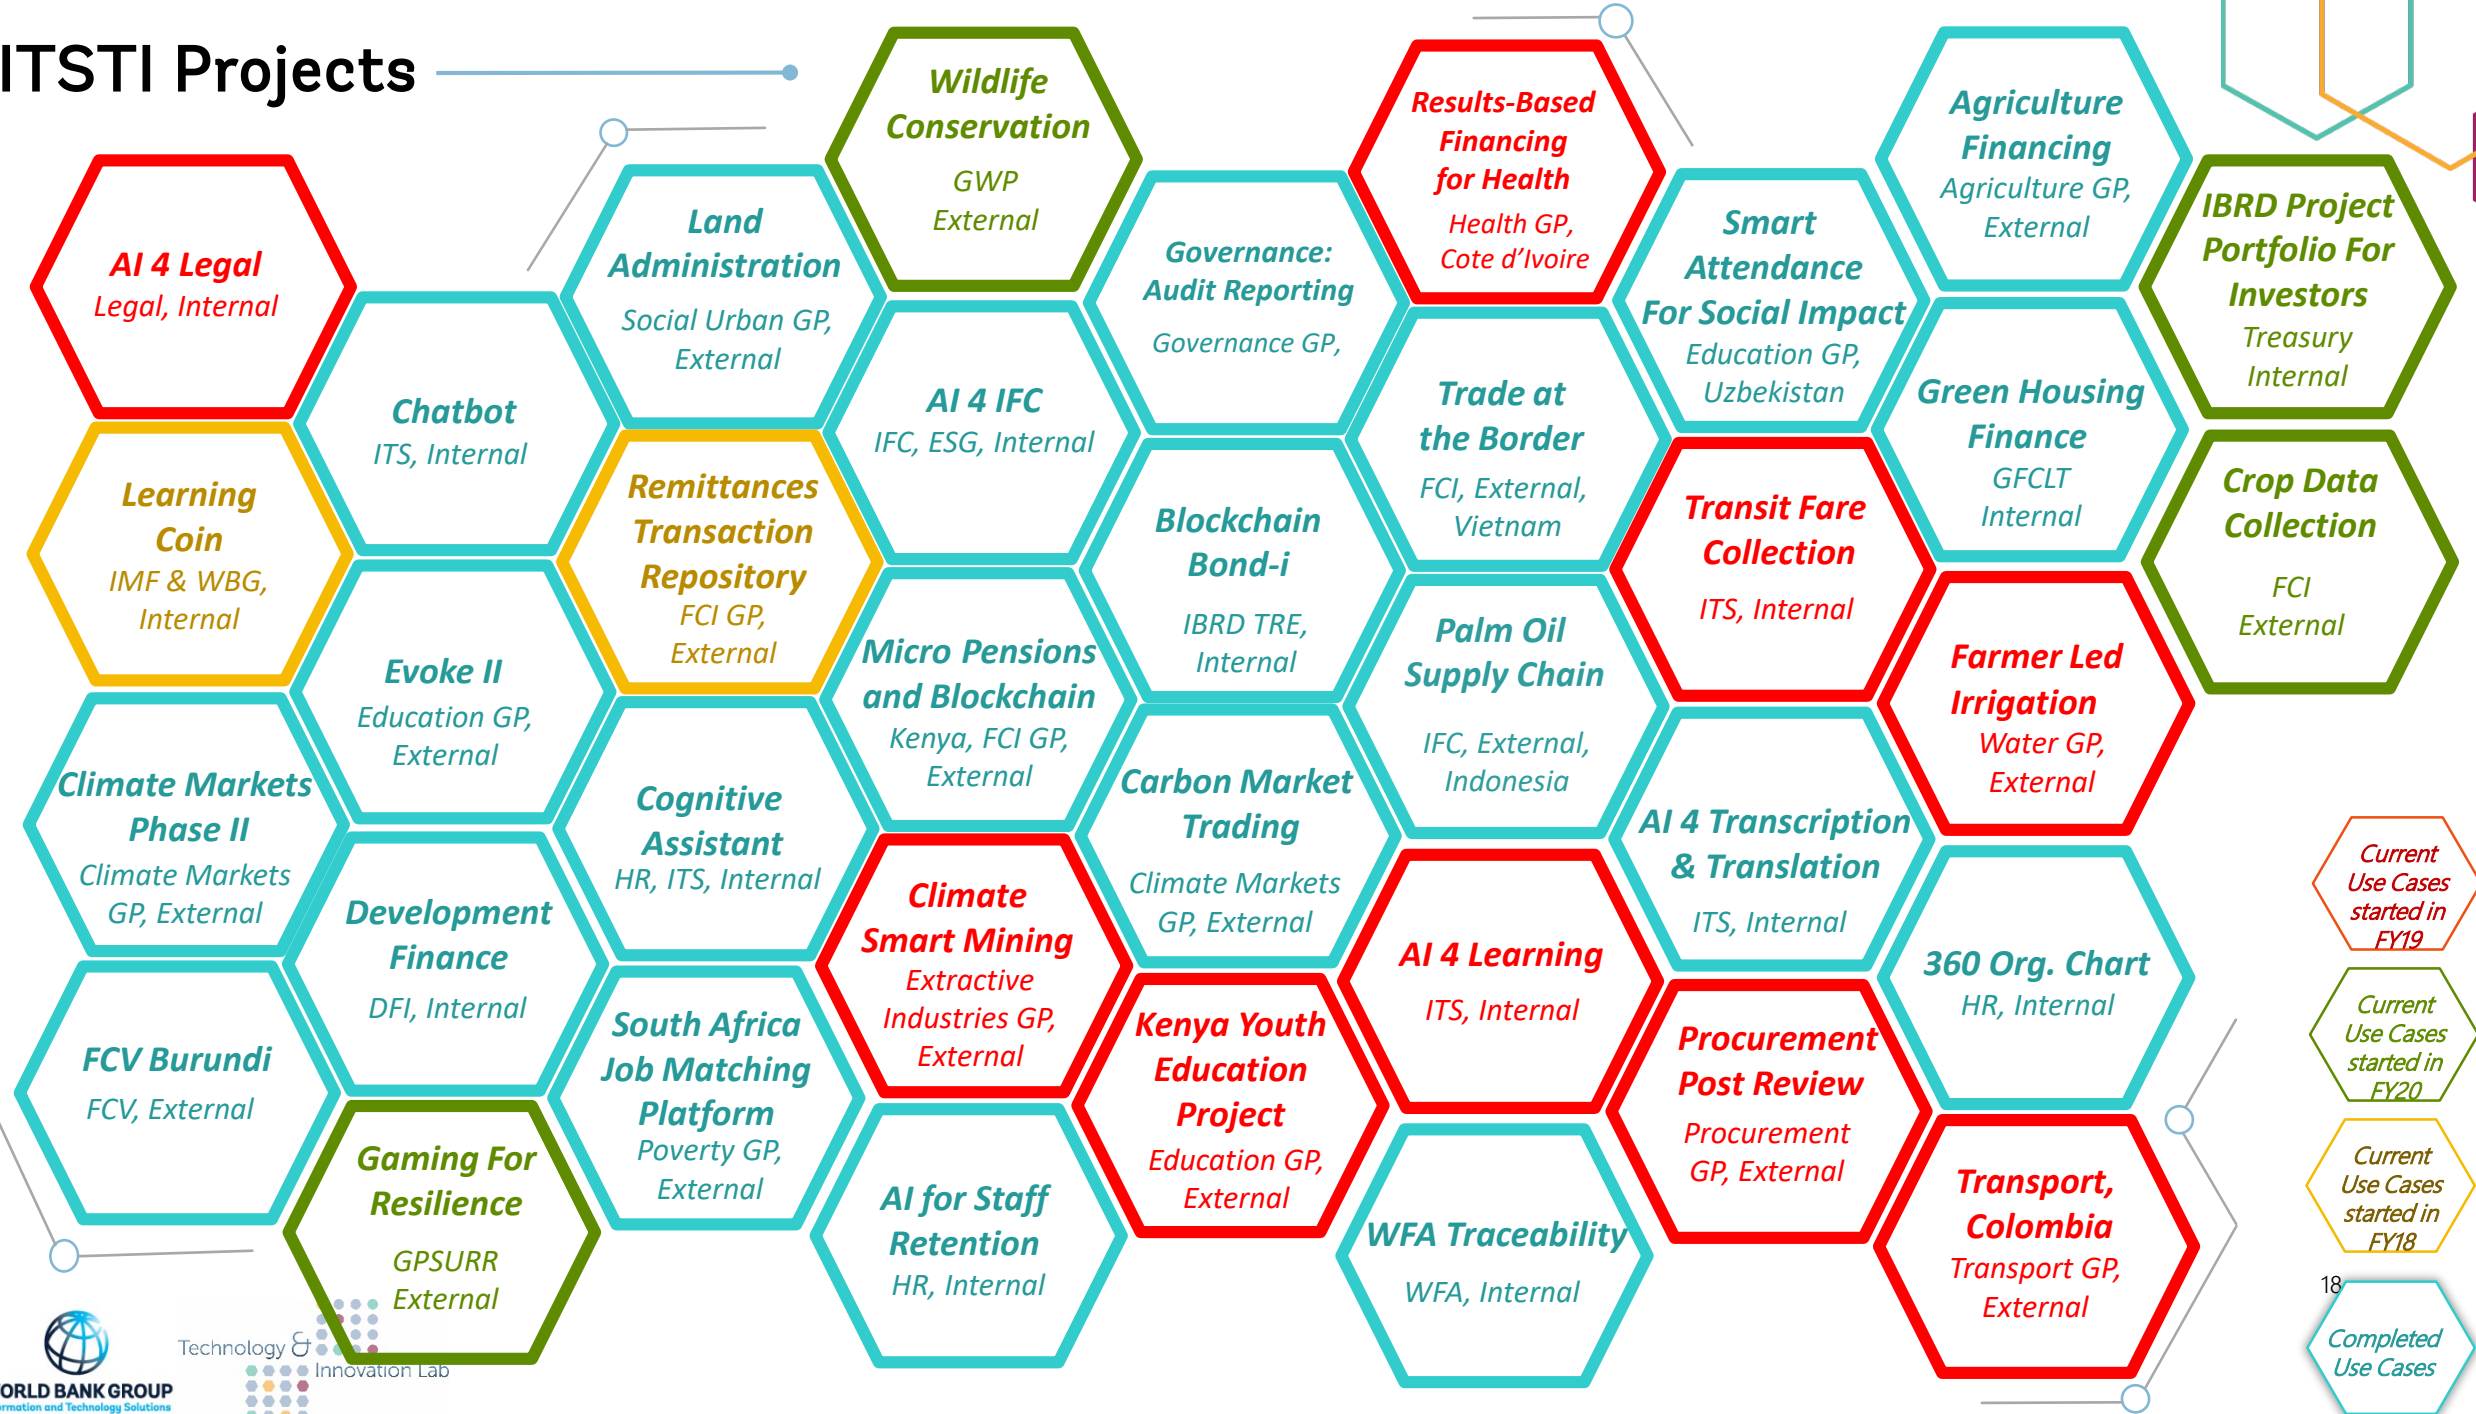 ITSTI Projects
AI 4 Legal
Legal, Internal
Learning
Coin
IMF & WBG,
Internal
Climate Markets
Phase II
Climate Markets
GP, External
FCV Burundi
FCV, External
Chatbot
ITS, Internal
Evoke II
Education GP,
External
Development
Finance
DFI, Internal
Gaming For
Resilience
GPSURR
External
Land
Administration
Social Urban GP,
External
Remittances
Transaction
Repository
FCI GP,
External
Cognitive
Assistant
HR, ITS, Internal
South Africa
Job Matching
Platform
Poverty GP,
External
Wildlife
Conservation
GWP
External
AI 4 IFC
IFC, ESG, Internal
Micro Pensions
and Blockchain
Kenya, FCI GP,
External
Climate
Smart Mining
Extractive
Industries GP,
External
AI for Staff
Retention
HR, Internal
Governance:
Audit Reporting
Governance GP,
Blockchain
Bond-i
IBRD TRE,
Internal
Carbon Market
Trading
Climate Markets
GP, External
Kenya Youth
Education
Project
Education GP,
External
Results-Based
Financing
for Health
Health GP,
Cote d’Ivoire
Trade at
the Border
FCI, External,
Vietnam
Palm Oil
Supply Chain
IFC, External,
Indonesia
AI 4 Learning
ITS, Internal
WFA Traceability
WFA, Internal
Smart
Attendance
For Social Impact
Education GP,
Uzbekistan
Transit Fare
Collection
ITS, Internal
AI 4 Transcription
& Translation
ITS, Internal
Procurement
Post Review
Procurement
GP, External
Agriculture
Financing
Agriculture GP,
External
Green Housing
Finance
GFCLT
Internal
Farmer Led
Irrigation
Water GP,
External
360 Org. Chart
HR, Internal
Transport,
Colombia
Transport GP,
External
IBRD Project
Portfolio For
Investors
Treasury
Internal
Crop Data
Collection
FCI
External
Current
Use Cases
started in
FY19
Current
Use Cases
started in
FY20
Current
Use Cases
started in
FY18
18
Completed
Use Cases
Technology &
Innovation Lab
BANK GROUP
and Technology Solutions